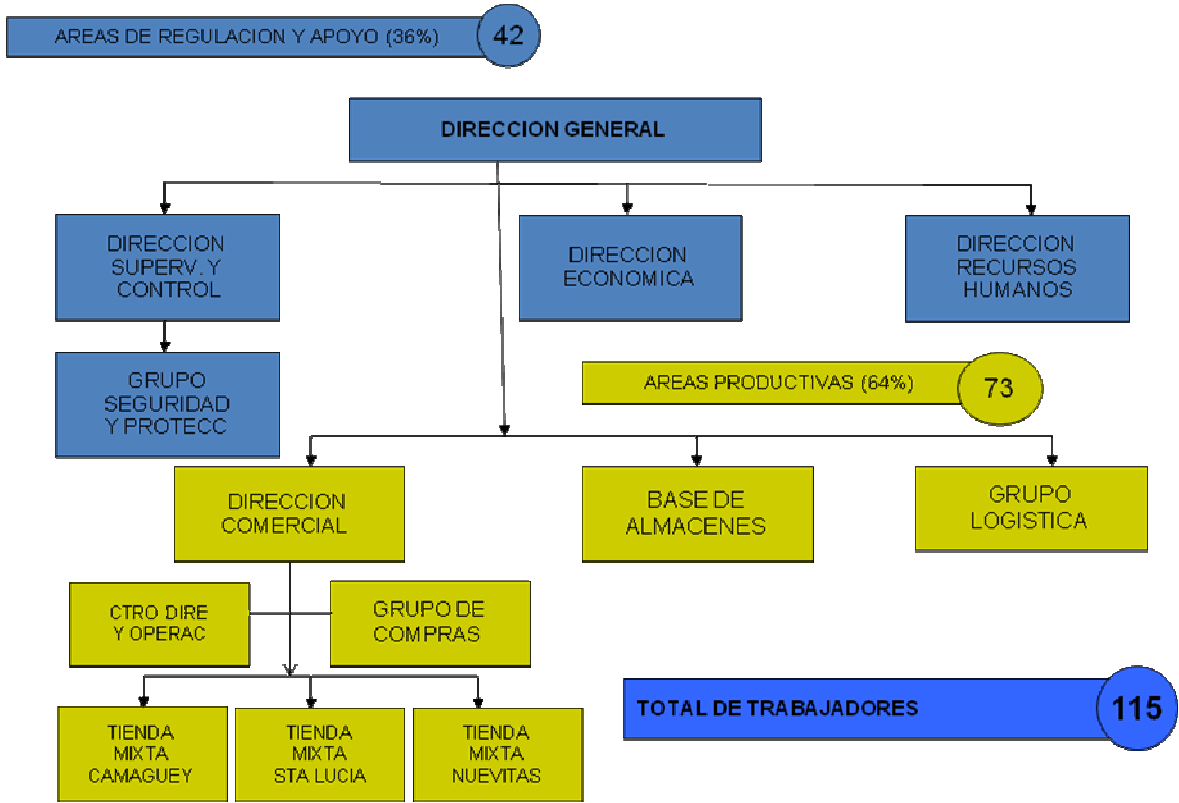 AREAS DE REGULACION Y APOYO (36%)
42
DIRECCION GENERAL
DIRECCION
SUPERV. Y
CONTROL
DIRECCION
ECONOMICA
DIRECCION
RECURSOS
HUMANOS
GRUPO
SEGURIDAD
Y PROTECC
AREAS PRODUCTIVAS (64%)
73
DIRECCION
COMERCIAL
BASE DE
ALMACENES
GRUPO
LOGISTICA
CTRO DIRE
Y OPERAC
GRUPO DE
COMPRAS
TIENDA
MIXTA
CAMAGUEY
TIENDA
MIXTA
STA LUCIA
TIENDA
MIXTA
NUEVITAS
TOTAL DE TRABAJADORES
115